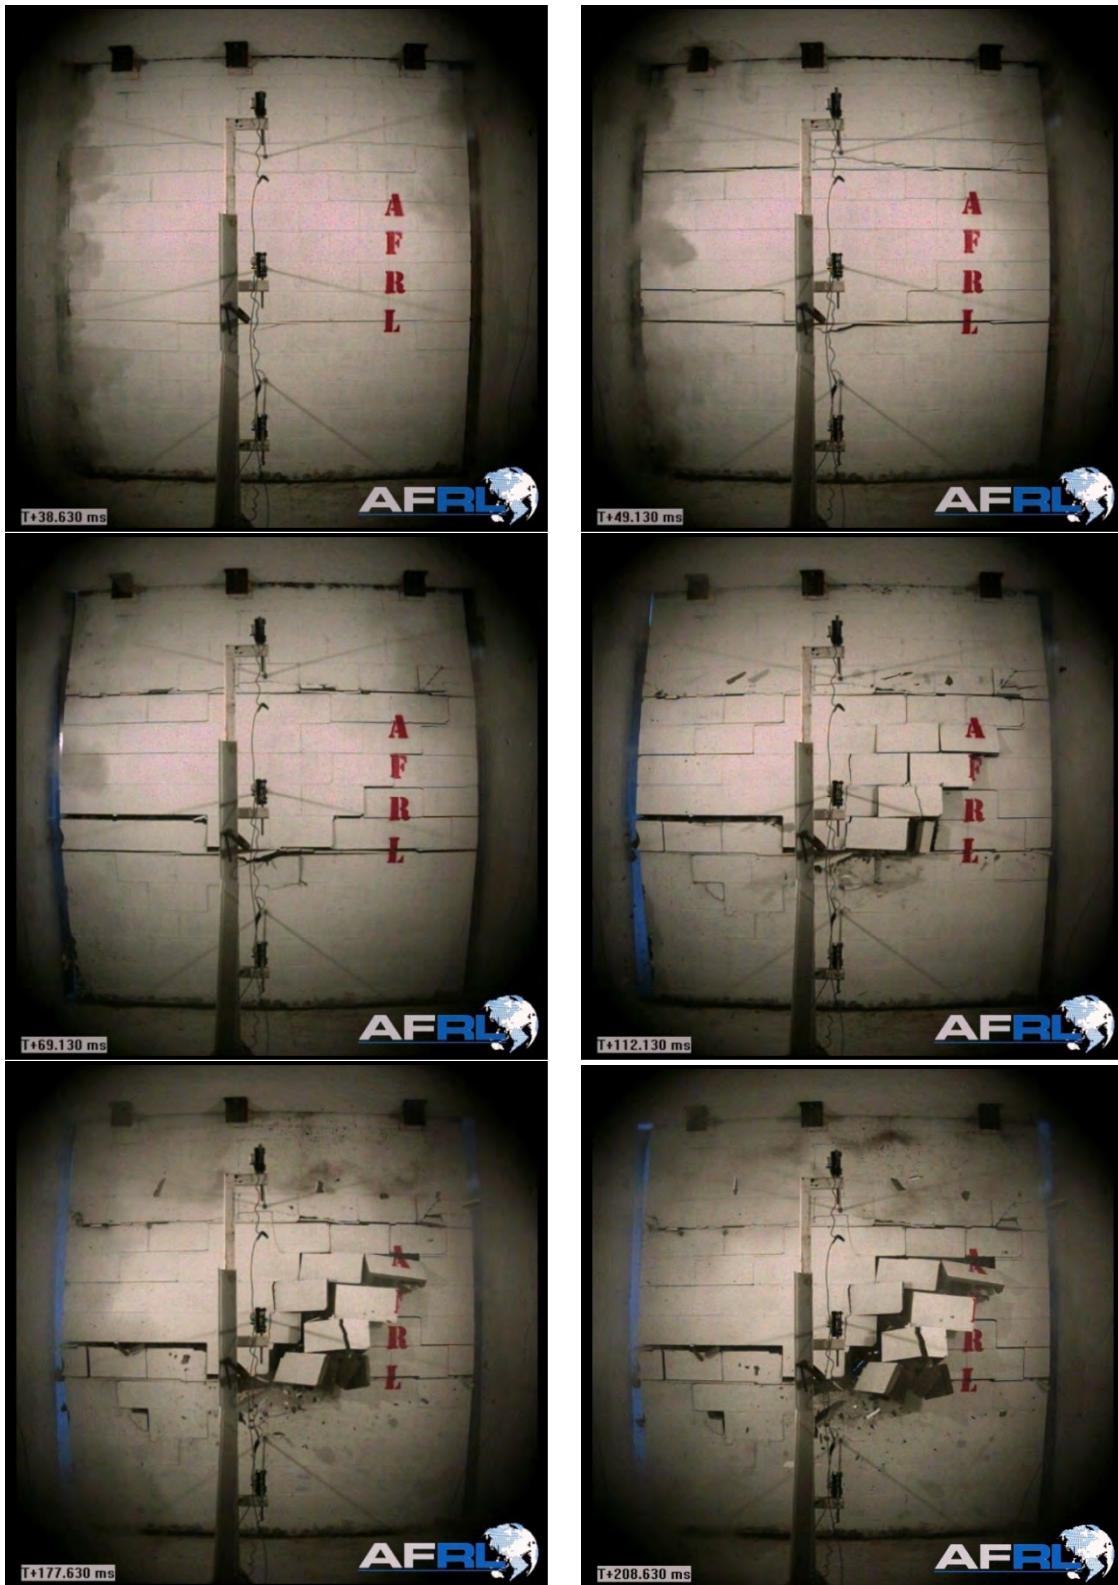 A
F
R
L
T+38.630 ms
AFRL
A
F
R
L
T+49.130 ms
AFRL
A
F
R
L
T+69.130 ms
AFRL
A
F
R
L
T+112.130 ms
AFRL
A
F
R
L
T+177.630 ms
AFRL
A
F
R
L
T+208.630 ms
AFRL